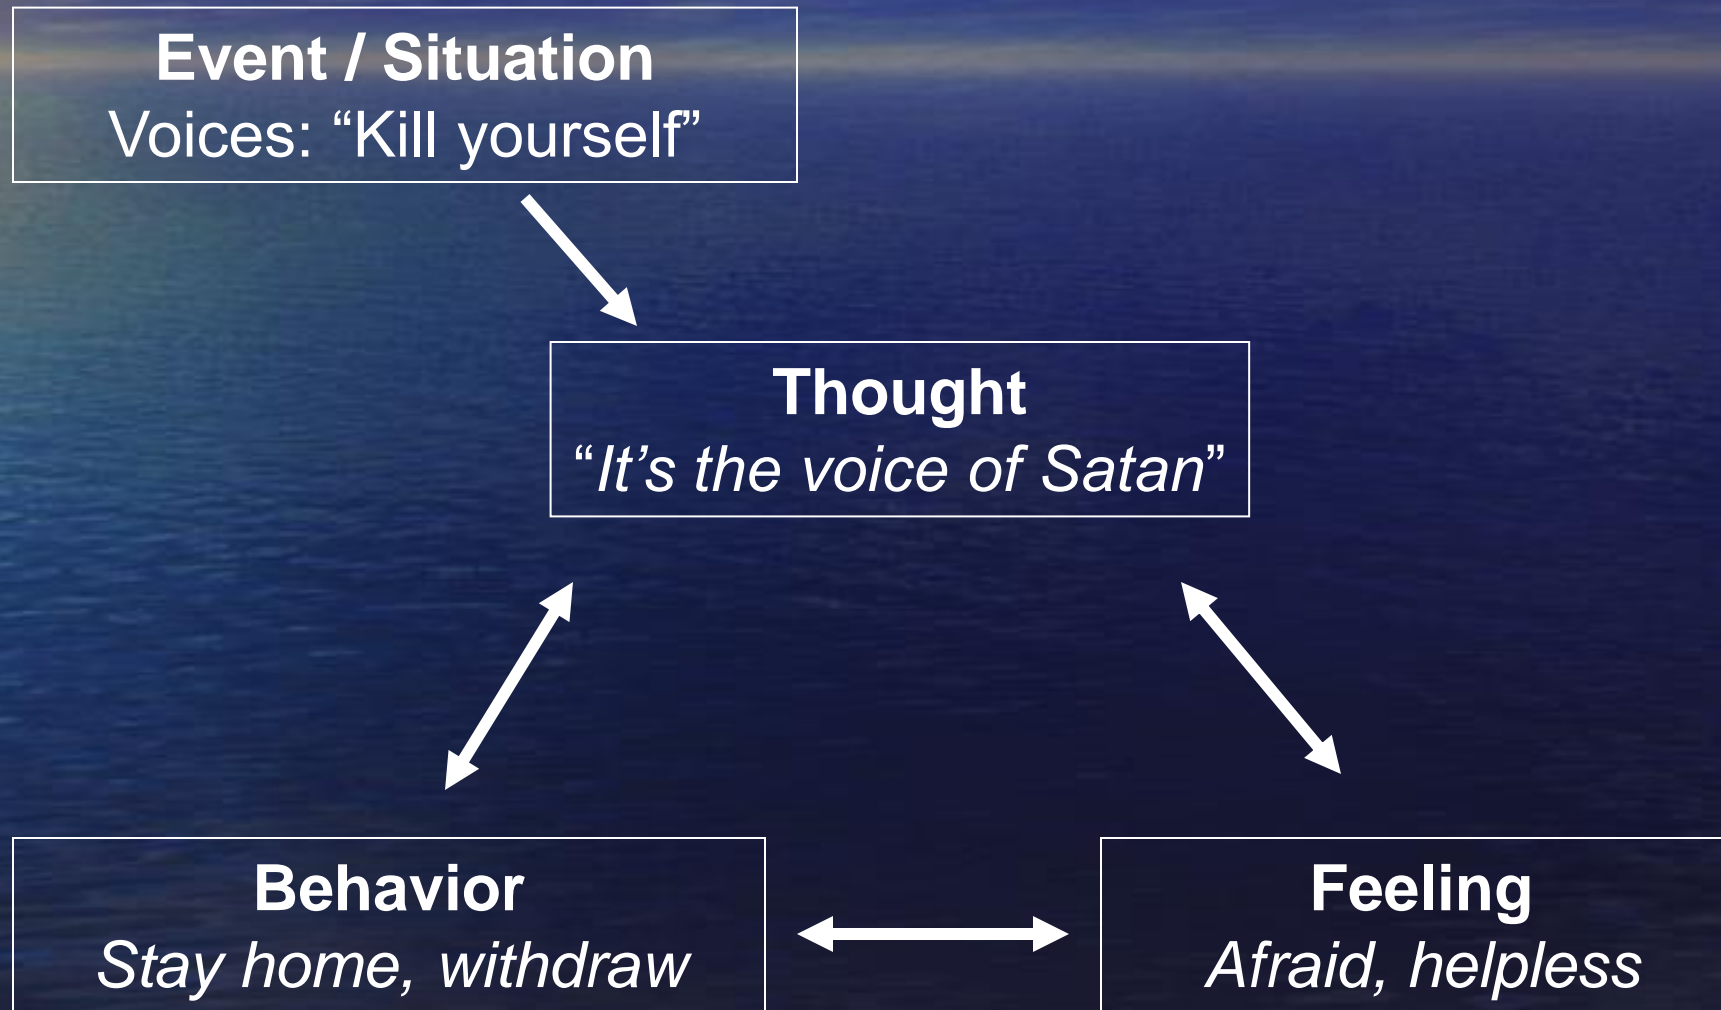 Event / Situation
Voices: “Kill yourself”
Thought
“It’s the voice of Satan”
Behavior
Stay home, withdraw
Feeling
Afraid, helpless